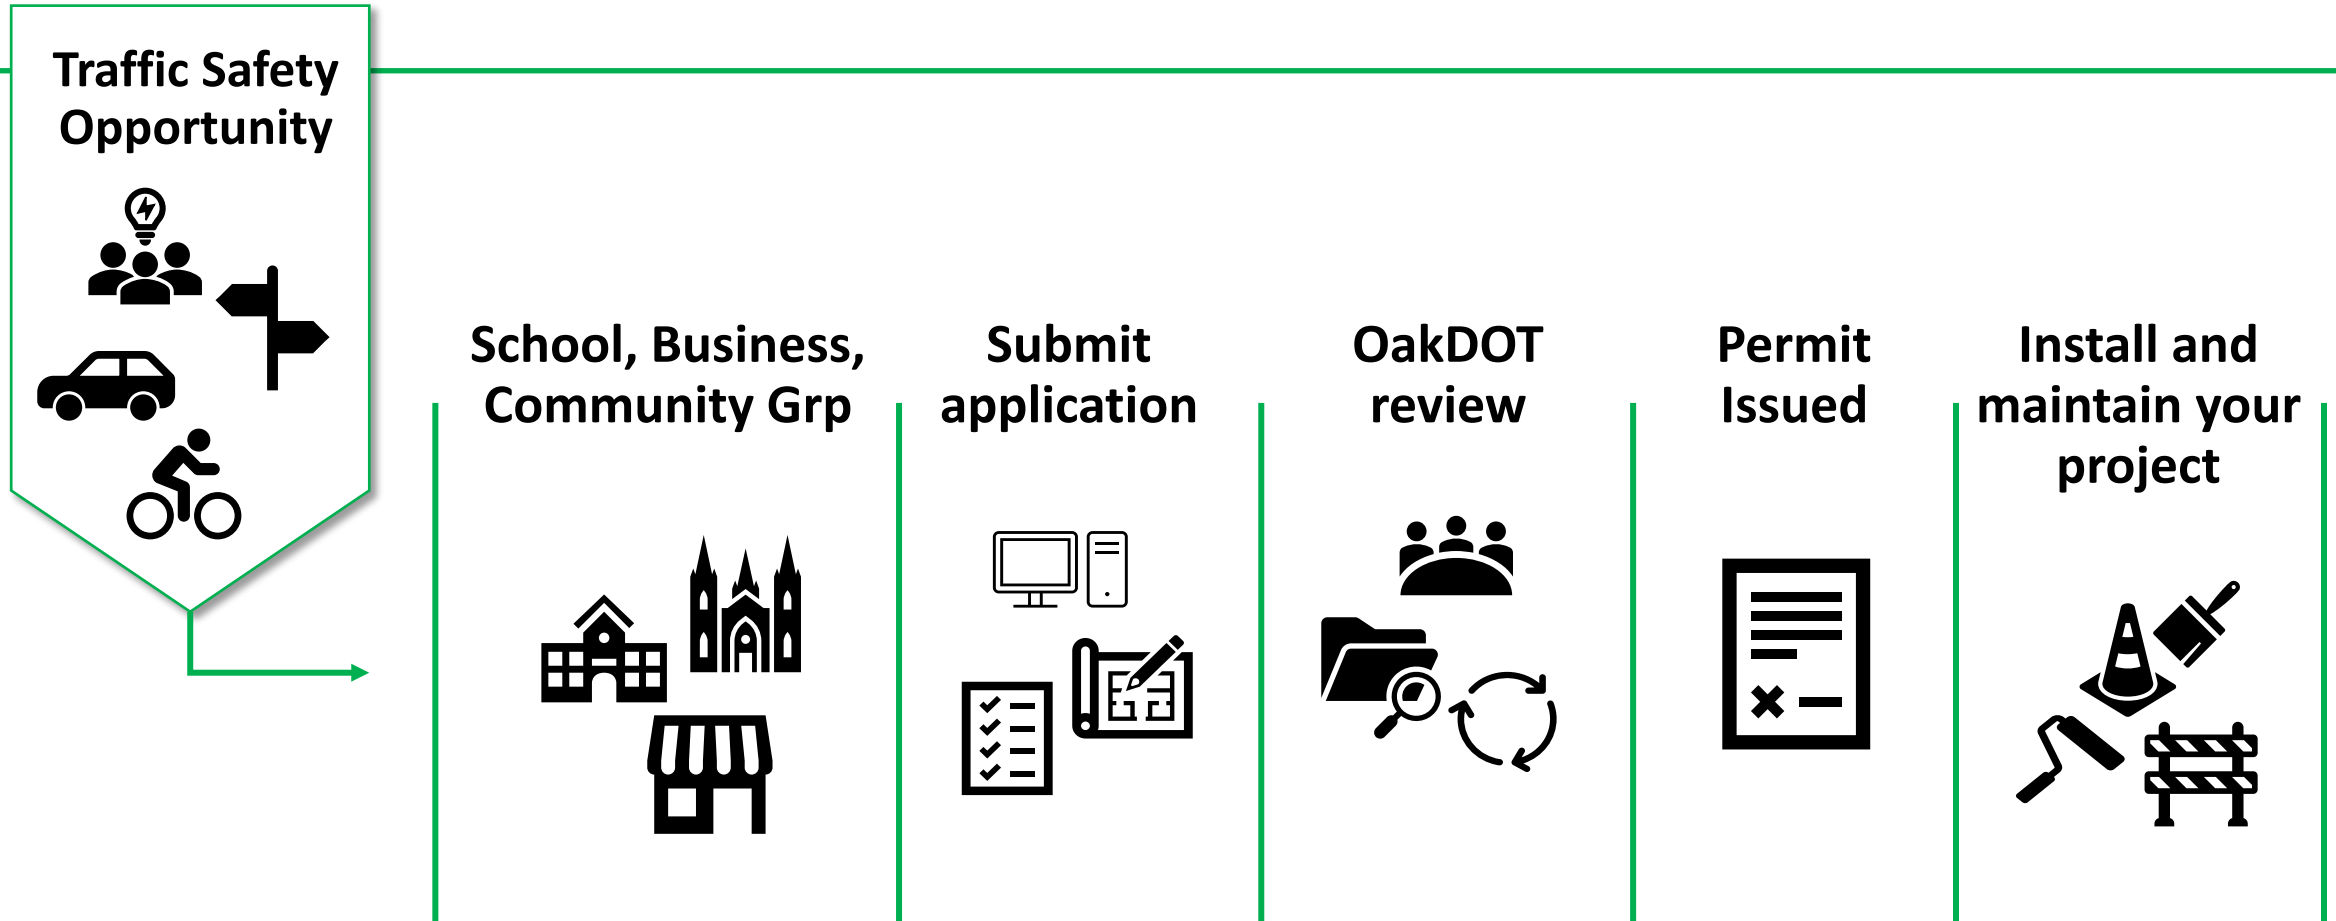 Traffic Safety
Opportunity
School, Business,
Community Grp
Submit
application
OakDOT
review
Permit
Issued
Install and
maintain your
project